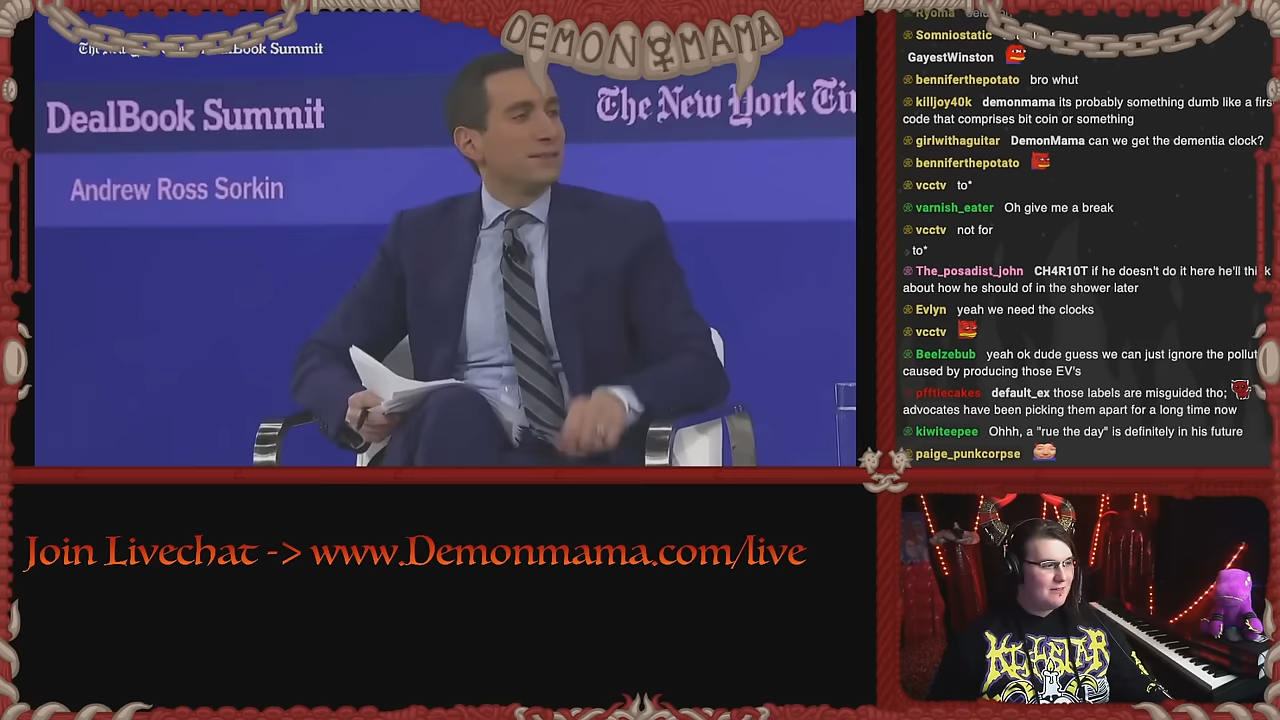 DealBook Summit
DEMON MAMA
DealBook Summit
The New York
Andrew Ross Sorkin
Ryoma
Somniostatic
GayestWinston
benniferthepotato bro whut
killjoy40k demonmama its probably something dumb like a firs
code that comprises bit coin or something
girlwithaguitar DemonMama can we get the dementia clock?
benniferthepotato
vcctv to*
varnish_eater Oh give me a break
vcctv not for
to*
The_posadist_john CH4R10T if he doesn't do it here he'll think
about how he should of in the shower later
Evlyn yeah we need the clocks
vcctv
Beelzebub yeah ok dude guess we can just ignore the pollut
caused by producing those EV's
pfftlecakes default_ex those labels are misguided tho;
advocates have been picking them apart for a long time now
kiwiteepee Ohhh, a "rue the day" is definitely in his future
paige_punkcorpse
Join Livechat -> www.Demonmama.com/live